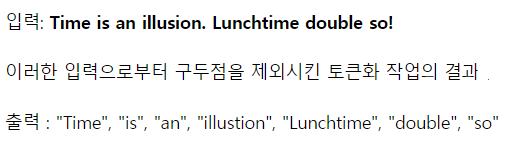 입력: Time is an illusion. Lunchtime double so!
이러한 입력으로부터 구두점을 제외시킨 토큰화 작업의 결과 .
출력 : "Time", "is", "an", "illustion", "Lunchtime", "double", "so"